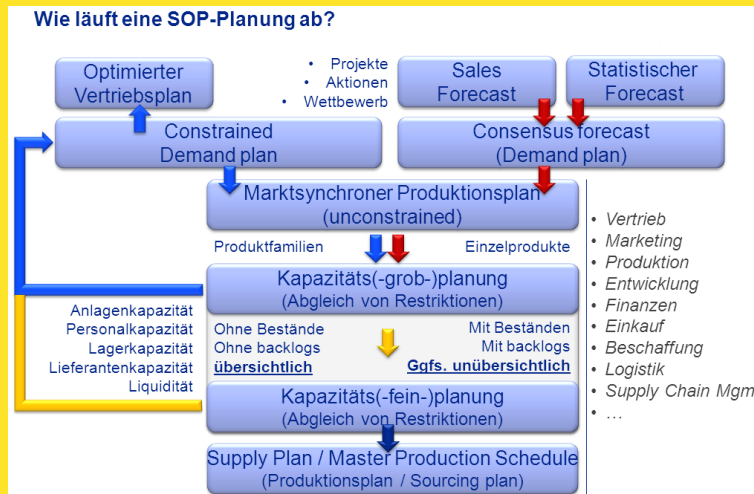 Wie läuft eine SOP-Planung ab?
Optimierter
Vertriebsplan
• Projekte
• Aktionen
• Wettbewerb
Sales
Forecast
Statistischer
Forecast
Constrained
Demand plan
Consensus forecast
(Demand plan)
Marktsynchroner Produktionsplan
(unconstrained)
Produktfamilien
Einzelprodukte
Kapazitäts(-grob-)planung
(Abgleich von Restriktionen)
Anlagenkapazität
Personalkapazität
Lagerkapazität
Lieferantenkapazität
Liquidität
Ohne Bestände
Ohne backlogs
übersichtlich
Mit Beständen
Mit backlogs
Ggfs. unübersichtlich
Kapazitäts(-fein-)planung
(Abgleich von Restriktionen)
Supply Plan / Master Production Schedule
(Produktionsplan / Sourcing plan)
• Vertrieb
• Marketing
• Produktion
• Entwicklung
• Finanzen
• Einkauf
• Beschaffung
• Logistik
• Supply Chain Mgm
• …